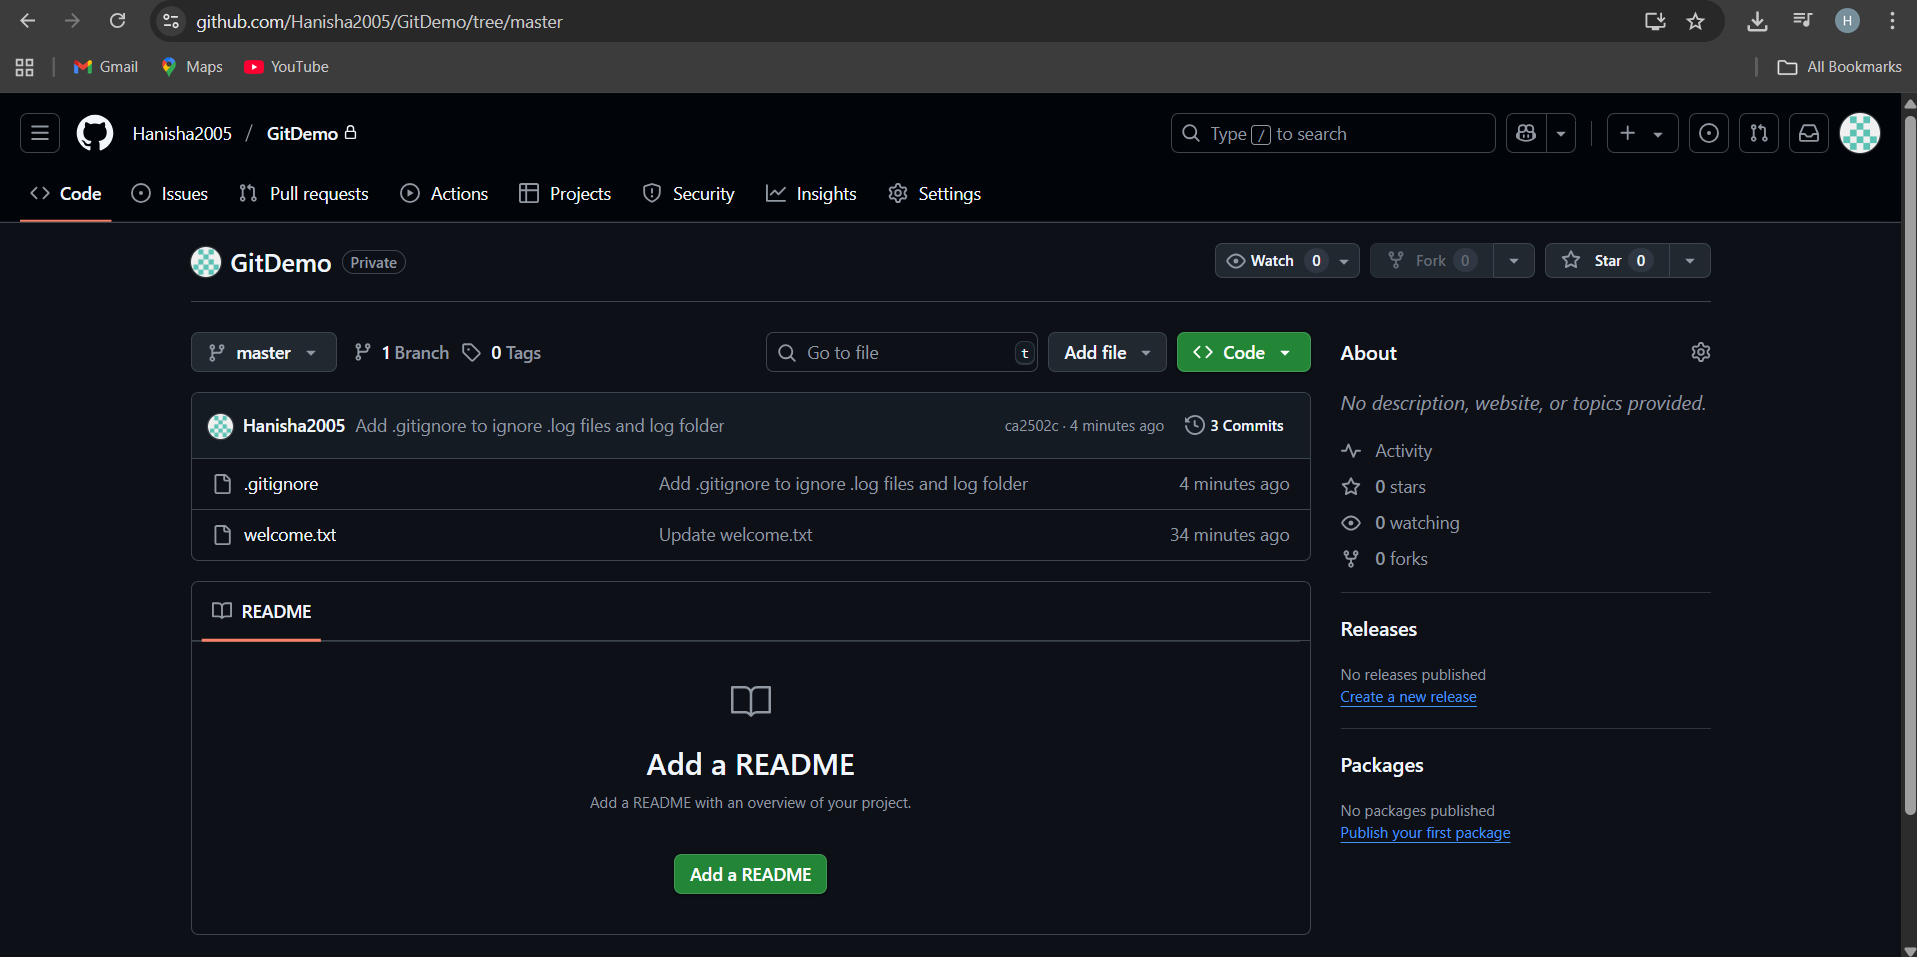 github.com/Hanisha2005/GitDemo/tree/master
H
Gmail Maps YouTube All Bookmarks
Hanisha2005 / GitDemo Type / to search
Code Issues Pull requests Actions Projects Security Insights Settings
GitDemo Private Watch 0 Fork 0 Star 0
master 1 Branch 0 Tags Go to file t Add file Code
Hanisha2005 Add .gitignore to ignore .log files and log folder ca2502c · 4 minutes ago 3 Commits
.gitignore Add .gitignore to ignore .log files and log folder 4 minutes ago
welcome.txt Update welcome.txt 34 minutes ago
README
Add a README
Add a README with an overview of your project.
Add a README
About
No description, website, or topics provided.
Activity
0 stars
0 watching
0 forks
Releases
No releases published
Create a new release
Packages
No packages published
Publish your first package